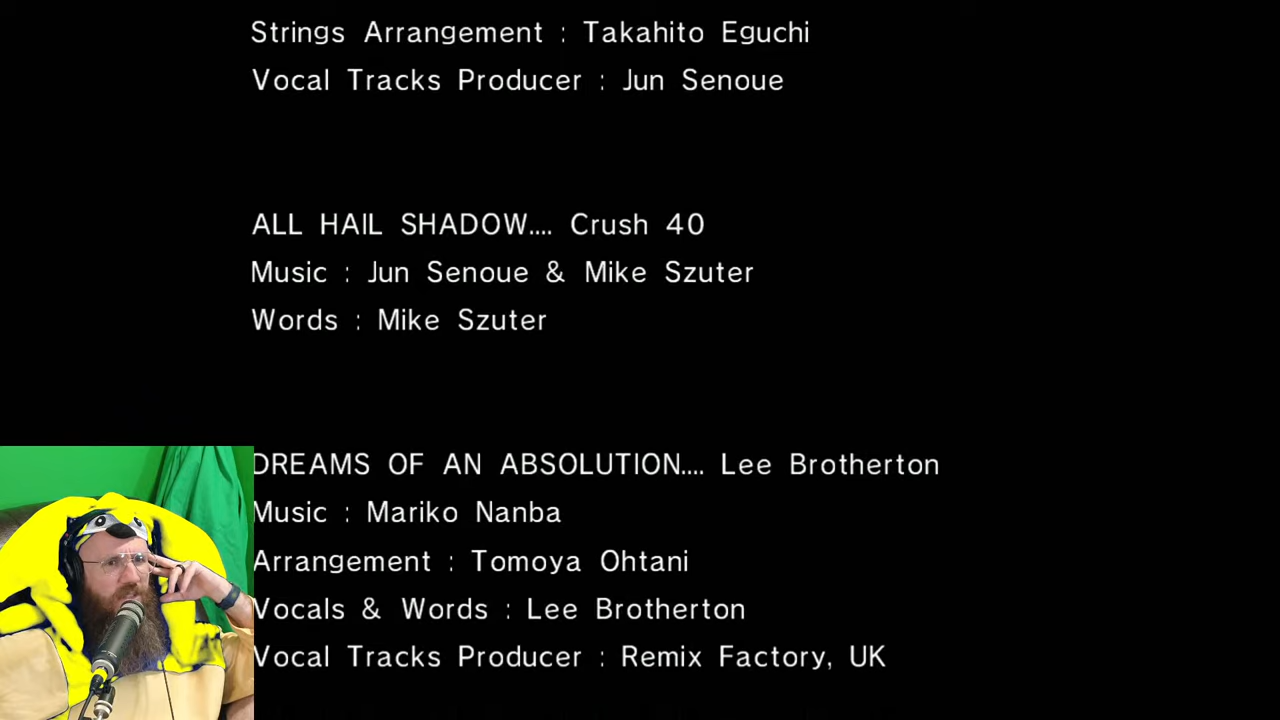 Strings Arrangement : Takahito Eguchi
Vocal Tracks Producer : Jun Senoue
ALL HAIL SHADOW.... Crush 40
Music : Jun Senoue & Mike Szuter
Words : Mike Szuter
DREAMS OF AN ABSOLUTION.... Lee Brotherton
Music : Mariko Nanba
Arrangement : Tomoya Ohtani
Vocals & Words : Lee Brotherton
Vocal Tracks Producer : Remix Factory, UK